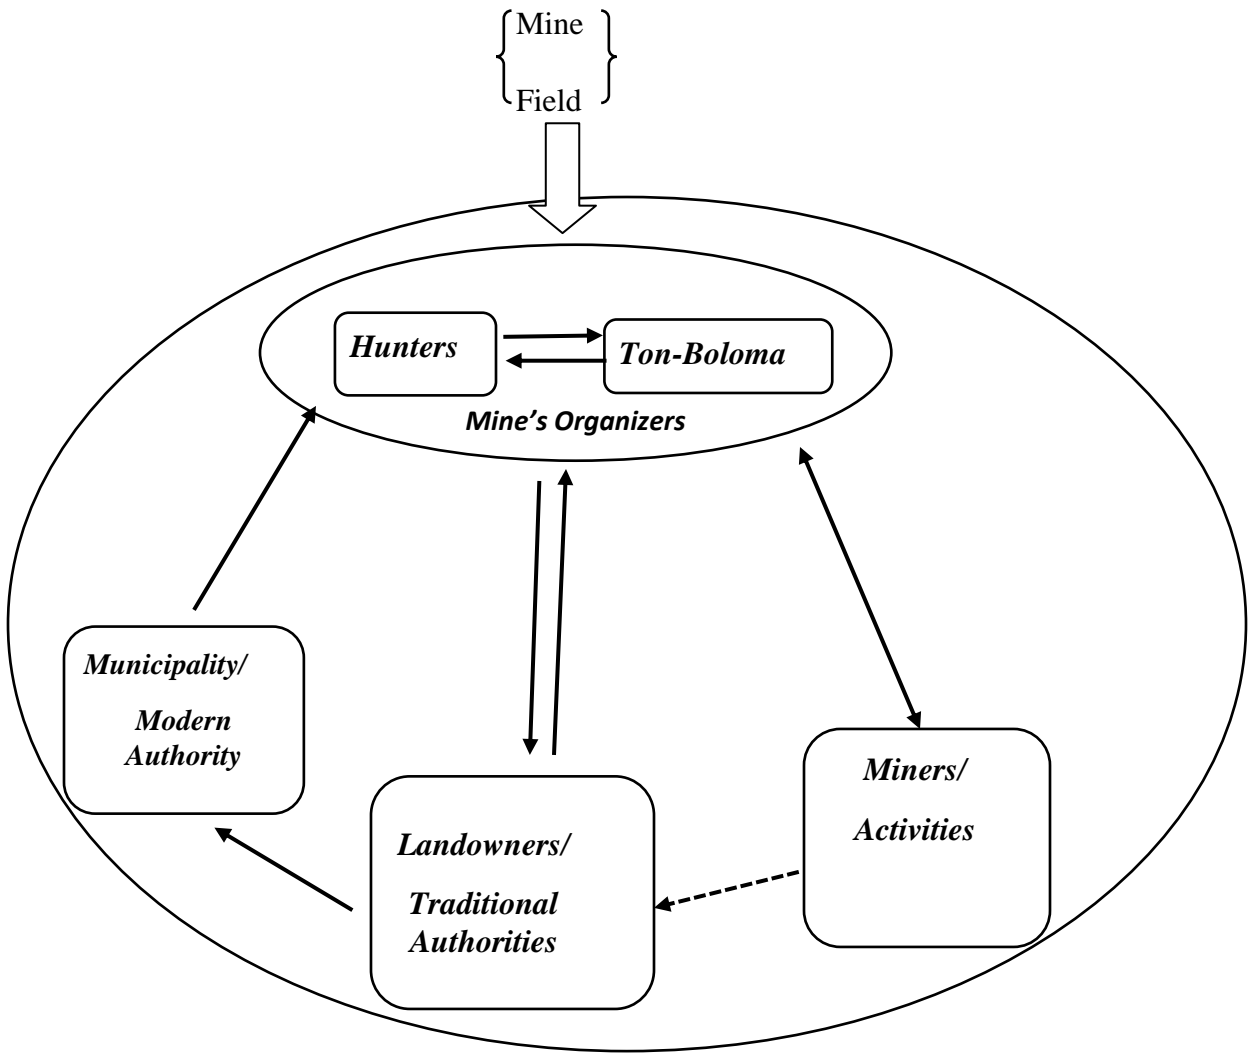 Mine
Field
Hunters
Ton-Boloma
Mine's Organizers
Municipality/
Modern
Authority
Landowners/
Traditional
Authorities
Miners/
Activities